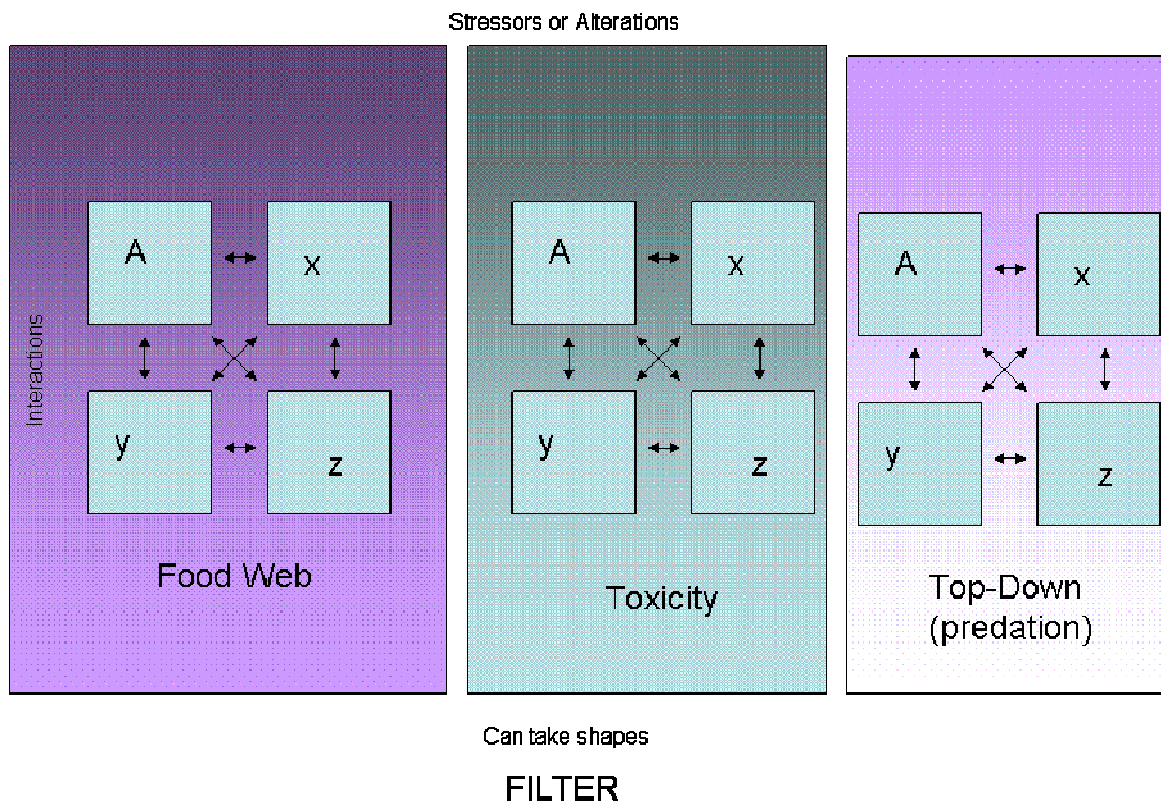 Stressors or Alterations
Interactions
A
x
y
z
Food Web
A
x
y
z
Toxicity
A
x
y
z
Top-Down
(predation)
Can take shapes
FILTER